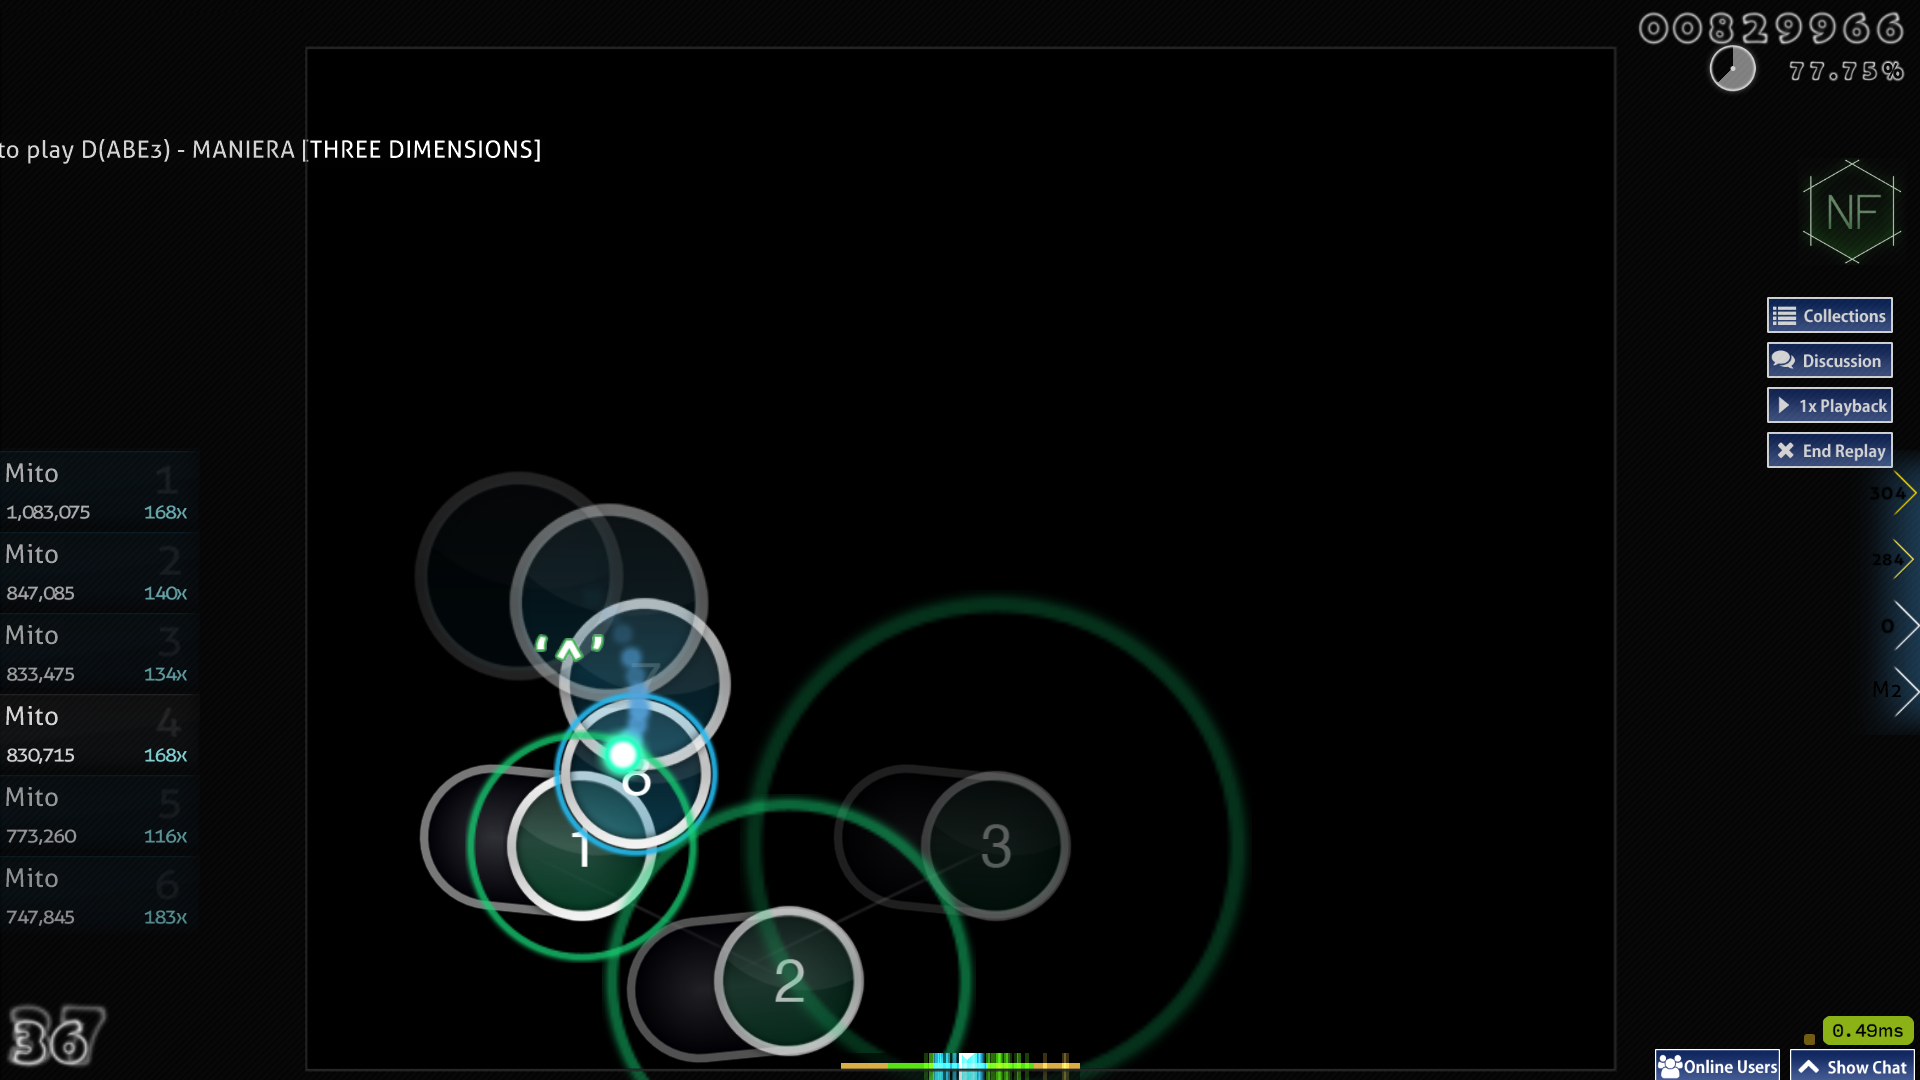 00829966
77.75%
to play D(ABE3) - MANIERA [THREE DIMENSIONS]
NF
Collections
Discussion
1x Playback
End Replay
Mito 1
1,083,075 168x
Mito 2
847,085 140x
Mito 3
833,475 134x
Mito 4
830,715 168x
Mito 5
773,260 116x
Mito 6
747,845 183x
304
284
0
M2
'^'
7
8
1
2
3
36
0.49ms
Online Users
Show Chat